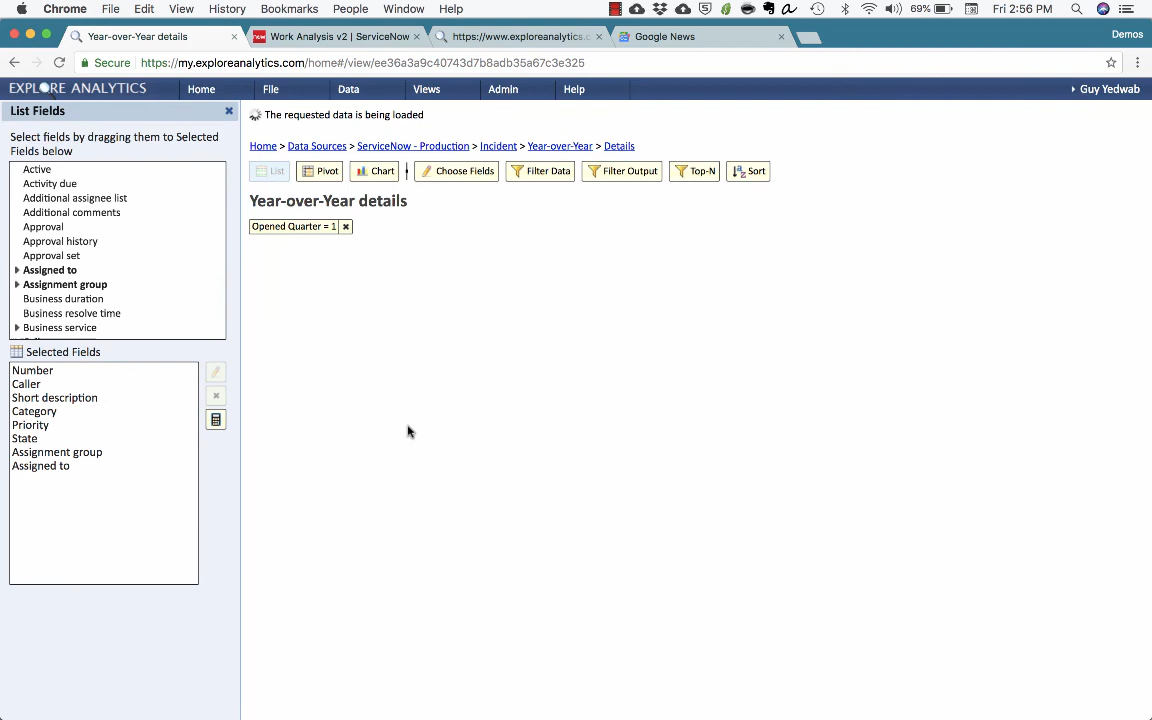 Chrome File Edit View History Bookmarks People Window Help 69% Fri 2:56 PM
Year-over-Year details Work Analysis v2 | ServiceNow https://www.exploreanalytics.c Google News Demos
Secure https://my.exploreanalytics.com/home#/view/ee36a3a9c40743d7b8adb35a67c3e325
EXPLORE ANALYTICS Home File Data Views Admin Help Guy Yedwab
List Fields
Select fields by dragging them to Selected
Fields below
Active
Activity due
Additional assignee list
Additional comments
Approval
Approval history
Approval set
Assigned to
Assignment group
Business duration
Business resolve time
Business service
Selected Fields
Number
Caller
Short description
Category
Priority
State
Assignment group
Assigned to
The requested data is being loaded
Home > Data Sources > ServiceNow - Production > Incident > Year-over-Year > Details
List Pivot Chart Choose Fields Filter Data Filter Output Top-N Sort
Year-over-Year details
Opened Quarter = 1